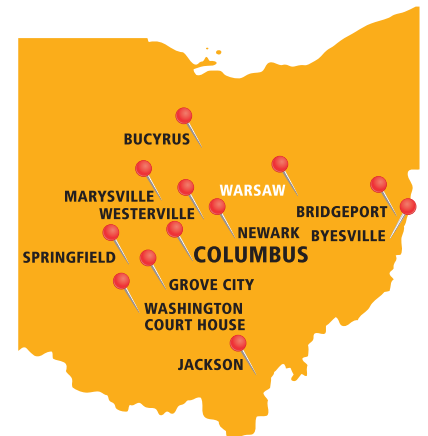 BUCYRUS
MARYSVILLE
WARSAW
WESTERVILLE
BRIDGEPORT
NEWARK
BYESVILLE
COLUMBUS
SPRINGFIELD
GROVE CITY
WASHINGTON
COURT HOUSE
JACKSON